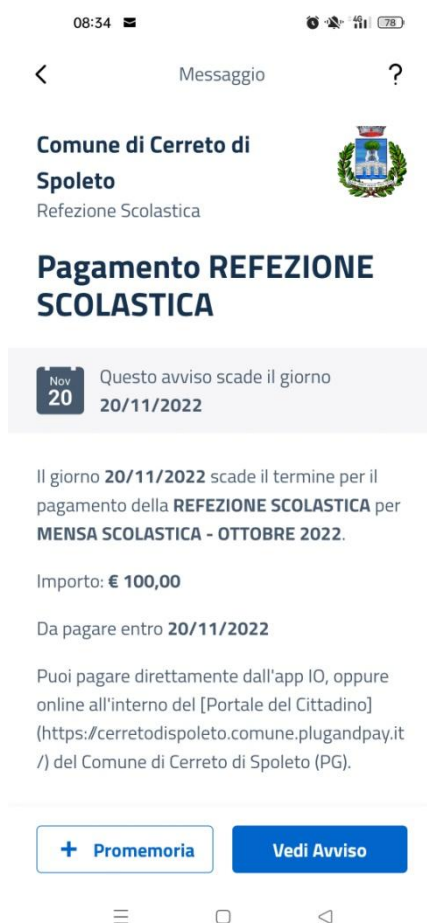 08:34
4G
78
Messaggio
?
Comune di Cerreto di
Spoleto
Refezione Scolastica
Pagamento REFEZIONE
SCOLASTICA
Nov
20
Questo avviso scade il giorno
20/11/2022
Il giorno 20/11/2022 scade il termine per il
pagamento della REFEZIONE SCOLASTICA per
MENSA SCOLASTICA - OTTOBRE 2022.
Importo: € 100,00
Da pagare entro 20/11/2022
Puoi pagare direttamente dall'app IO, oppure
online all'interno del [Portale del Cittadino]
(https://cerretodispoleto.comune.plugandpay.it
/) del Comune di Cerreto di Spoleto (PG).
+ Promemoria
Vedi Avviso